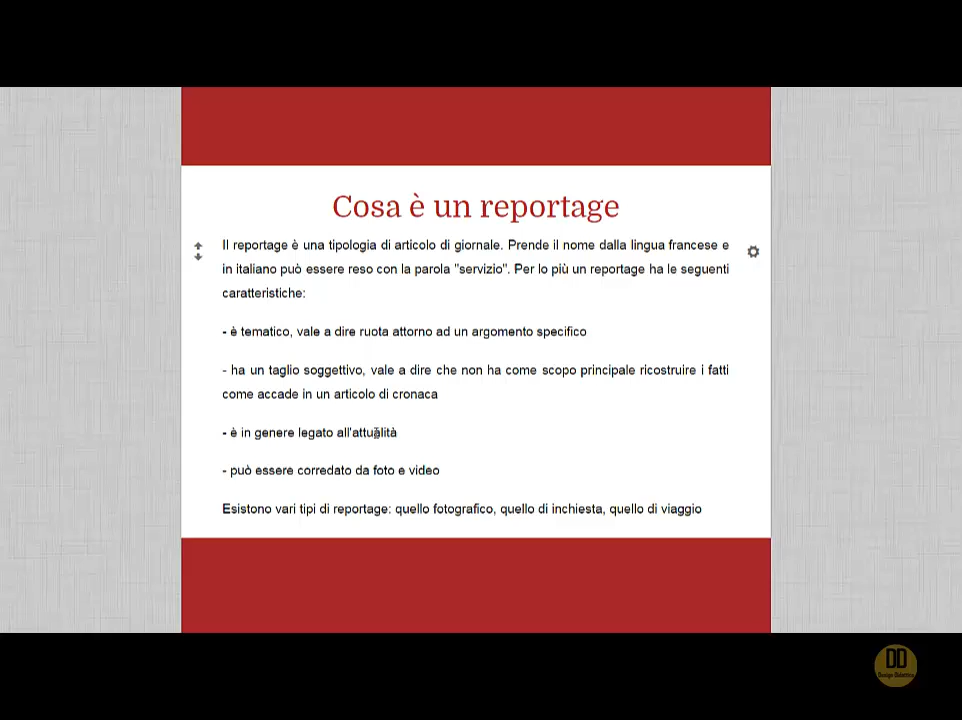 Cosa è un reportage
Il reportage è una tipologia di articolo di giornale. Prende il nome dalla lingua francese e
in italiano può essere reso con la parola "servizio". Per lo più un reportage ha le seguenti
caratteristiche:
- è tematico, vale a dire ruota attorno ad un argomento specifico
- ha un taglio soggettivo, vale a dire che non ha come scopo principale ricostruire i fatti
come accade in un articolo di cronaca
- è in genere legato all'attualità
- può essere corredato da foto e video
Esistono vari tipi di reportage: quello fotografico, quello di inchiesta, quello di viaggio
DD